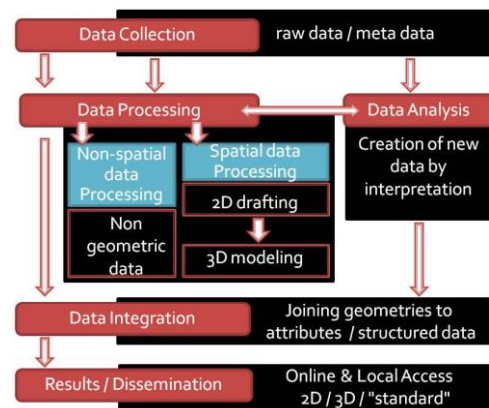 Data Collection
raw data / meta data
Data Processing
Data Analysis
Non-spatial
data
Processing
Spatial data
Processing
Creation of new
data by
interpretation
2D drafting
Non
geometric
data
3D modeling
Data Integration
Joining geometries to
attributes / structured data
Results / Dissemination
Online & Local Access
2D / 3D / "standard"